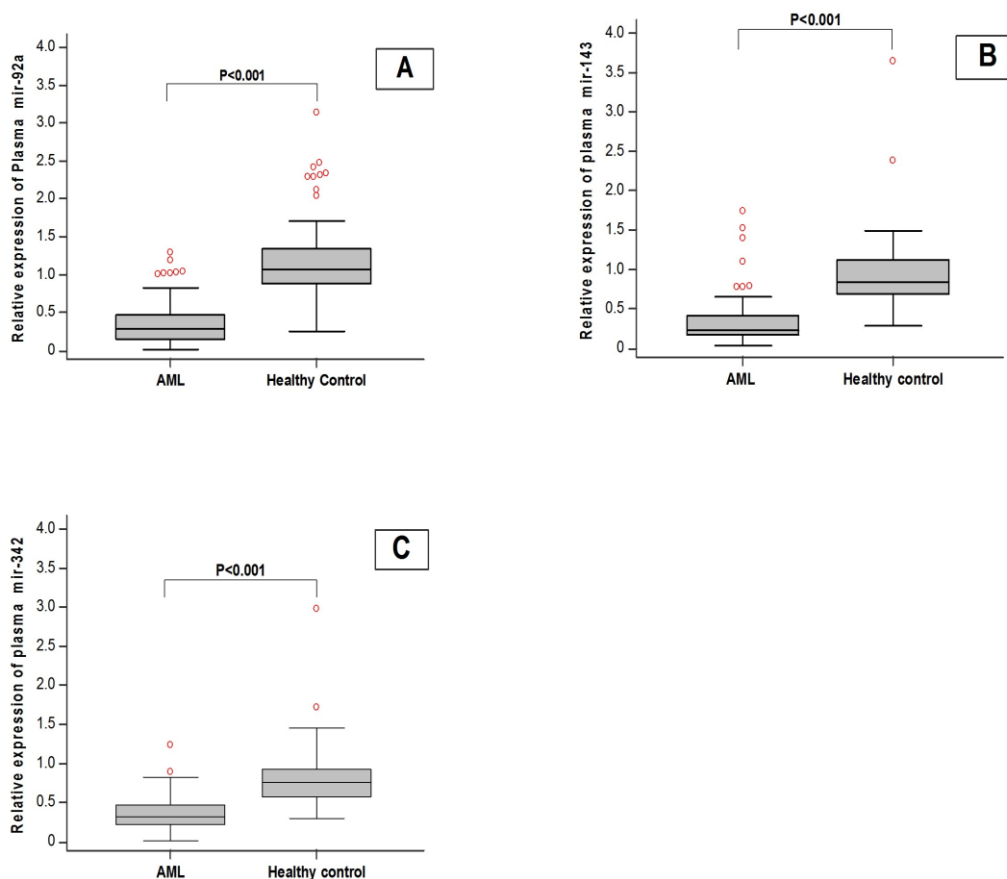 A
P<0.001
Relative expression of Plasma mir-92a
4.0
3.5
3.0
2.5
2.0
1.5
1.0
0.5
0
AML
Healthy Control
B
P<0.001
Relative expression of plasma mir-143
4.0
3.5
3.0
2.5
2.0
1.5
1.0
0.5
0
AML
Healthy control
C
P<0.001
Relative expression of plasma mir-342
4.0
3.5
3.0
2.5
2.0
1.5
1.0
0.5
0
AML
Healthy control